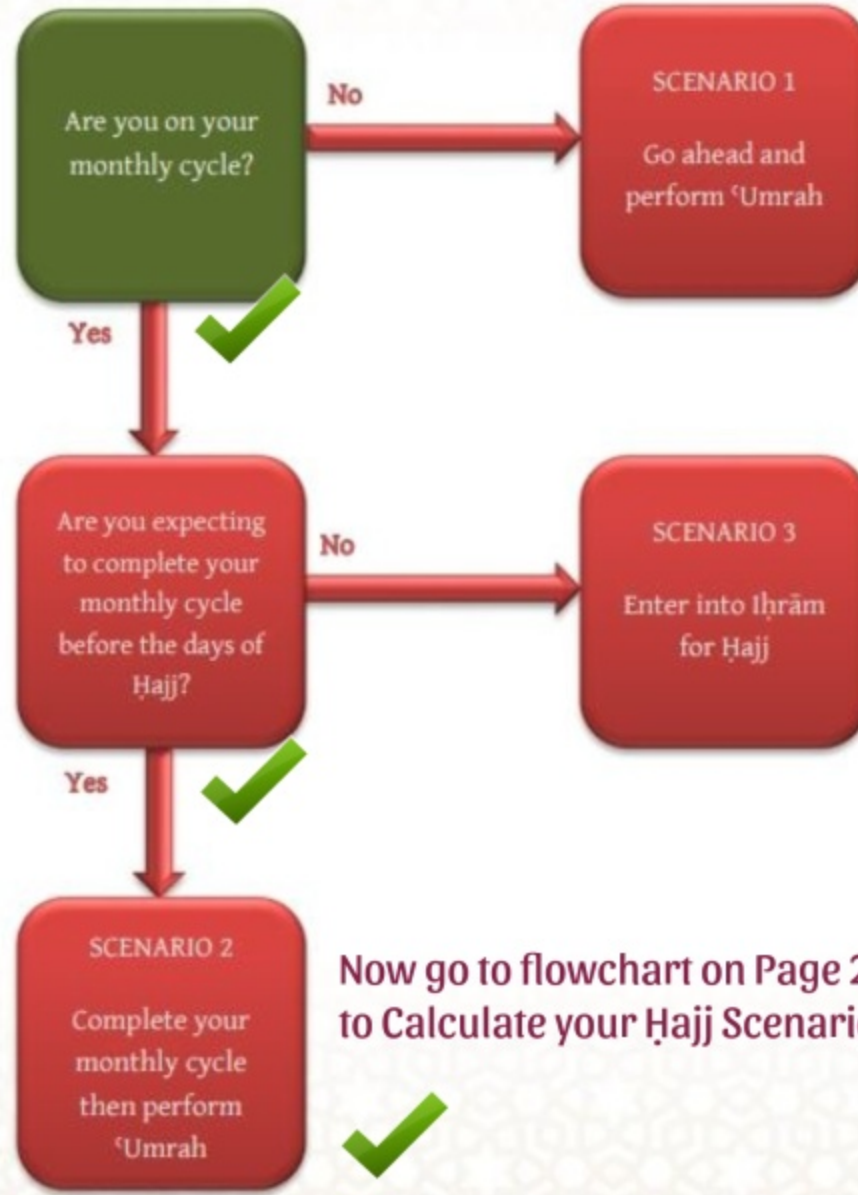 Are you on your
monthly cycle?
No
SCENARIO 1
Go ahead and
perform ʿUmrah
Yes
Are you expecting
to complete your
monthly cycle
before the days of
Ḥajj?
No
SCENARIO 3
Enter into Iḥrām
for Ḥajj
Yes
SCENARIO 2
Complete your
monthly cycle
then perform
ʿUmrah
Now go to flowchart on Page 2
to Calculate your Ḥajj Scenari